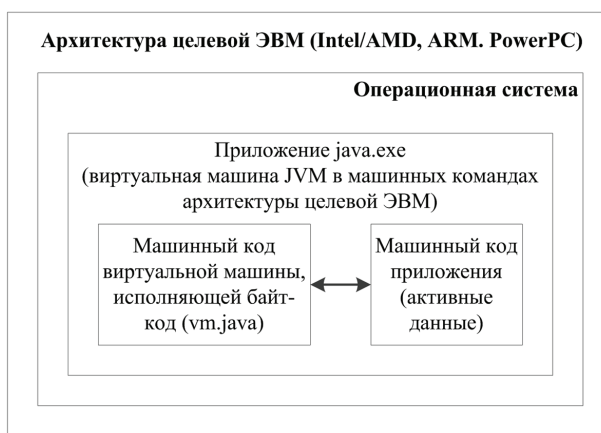 Архитектура целевой ЭВМ (Intel/AMD, ARM. PowerPC)
Операционная система
Приложение java.exe
(виртуальная машина JVM в машинных командах
архитектуры целевой ЭВМ)
Машинный код
виртуальной машины,
исполняющей байт-
код (vm.java)
Машинный код
приложения
(активные
данные)